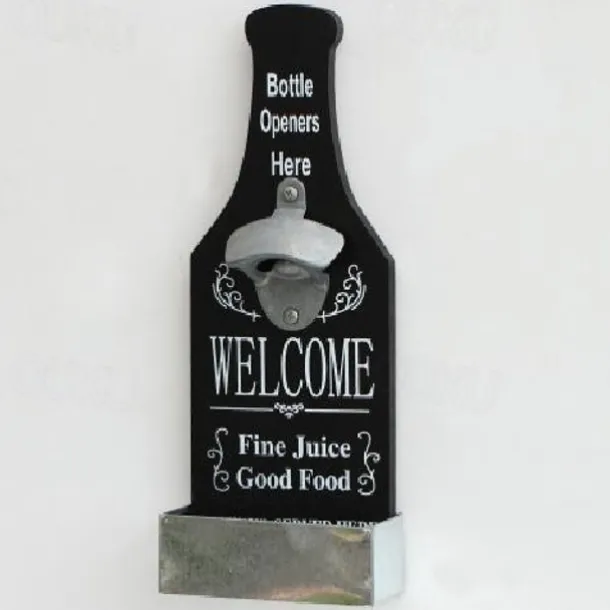 Bottle
Openers
Here
WELCOME
Fine Juice
Good Food